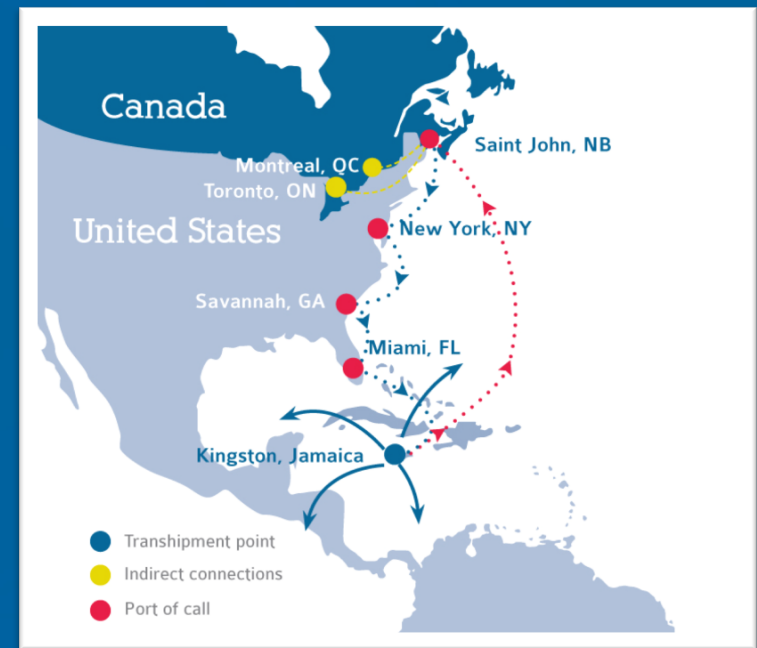 Canada
Saint John, NB
Montreal, QC
Toronto, ON
United States
New York, NY
Savannah, GA
Miami, FL
Kingston, Jamaica
Transhipment point
Indirect connections
Port of call